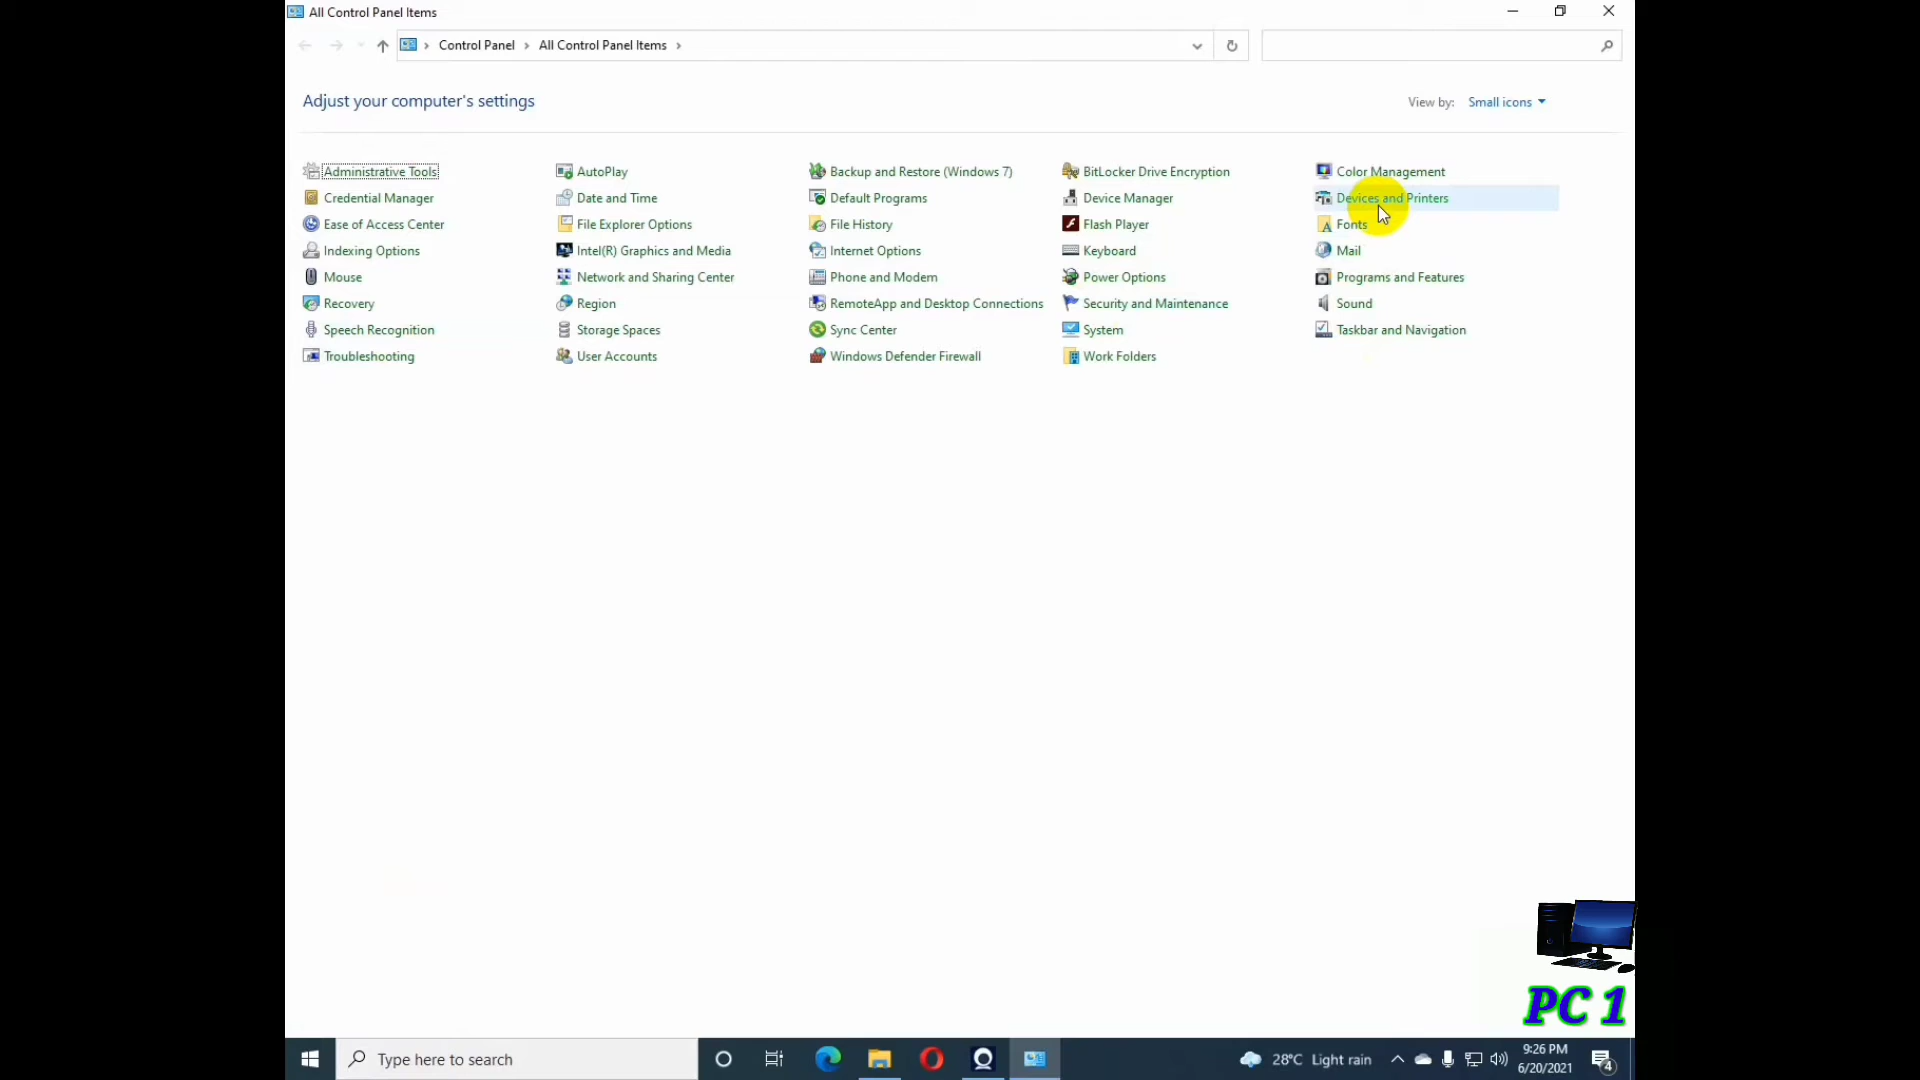 All Control Panel Items
Control Panel > All Control Panel Items >
Adjust your computer's settings
View by: Small icons
Administrative Tools
AutoPlay
Backup and Restore (Windows 7)
BitLocker Drive Encryption
Color Management
Credential Manager
Date and Time
Default Programs
Device Manager
Devices and Printers
Ease of Access Center
File Explorer Options
File History
Flash Player
Fonts
Indexing Options
Intel(R) Graphics and Media
Internet Options
Keyboard
Mail
Mouse
Network and Sharing Center
Phone and Modem
Power Options
Programs and Features
Recovery
Region
RemoteApp and Desktop Connections
Security and Maintenance
Sound
Speech Recognition
Storage Spaces
Sync Center
System
Taskbar and Navigation
Troubleshooting
User Accounts
Windows Defender Firewall
Work Folders
PC 1
Type here to search
28°C Light rain
9:26 PM
6/20/2021
4